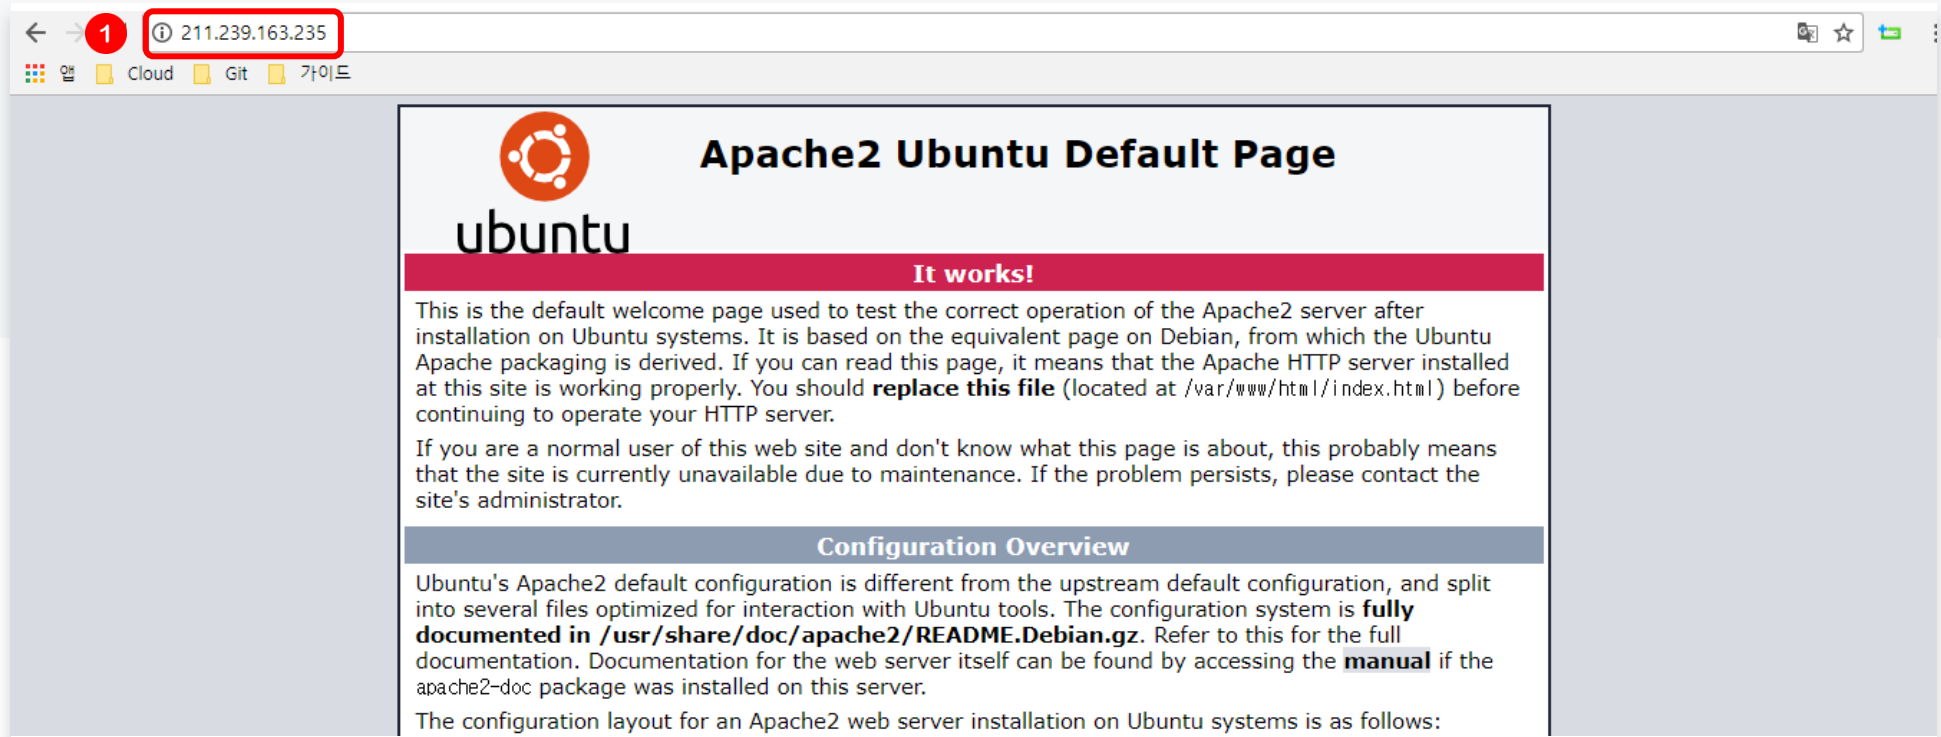 1 211.239.163.235
앱 Cloud Git 가이드
ubuntu
Apache2 Ubuntu Default Page
It works!
This is the default welcome page used to test the correct operation of the Apache2 server after
installation on Ubuntu systems. It is based on the equivalent page on Debian, from which the Ubuntu
Apache packaging is derived. If you can read this page, it means that the Apache HTTP server installed
at this site is working properly. You should replace this file (located at /var/www/html/index.html) before
continuing to operate your HTTP server.
If you are a normal user of this web site and don't know what this page is about, this probably means
that the site is currently unavailable due to maintenance. If the problem persists, please contact the
site's administrator.
Configuration Overview
Ubuntu's Apache2 default configuration is different from the upstream default configuration, and split
into several files optimized for interaction with Ubuntu tools. The configuration system is fully
documented in /usr/share/doc/apache2/README.Debian.gz. Refer to this for the full
documentation. Documentation for the web server itself can be found by accessing the manual if the
apache2-doc package was installed on this server.
The configuration layout for an Apache2 web server installation on Ubuntu systems is as follows: